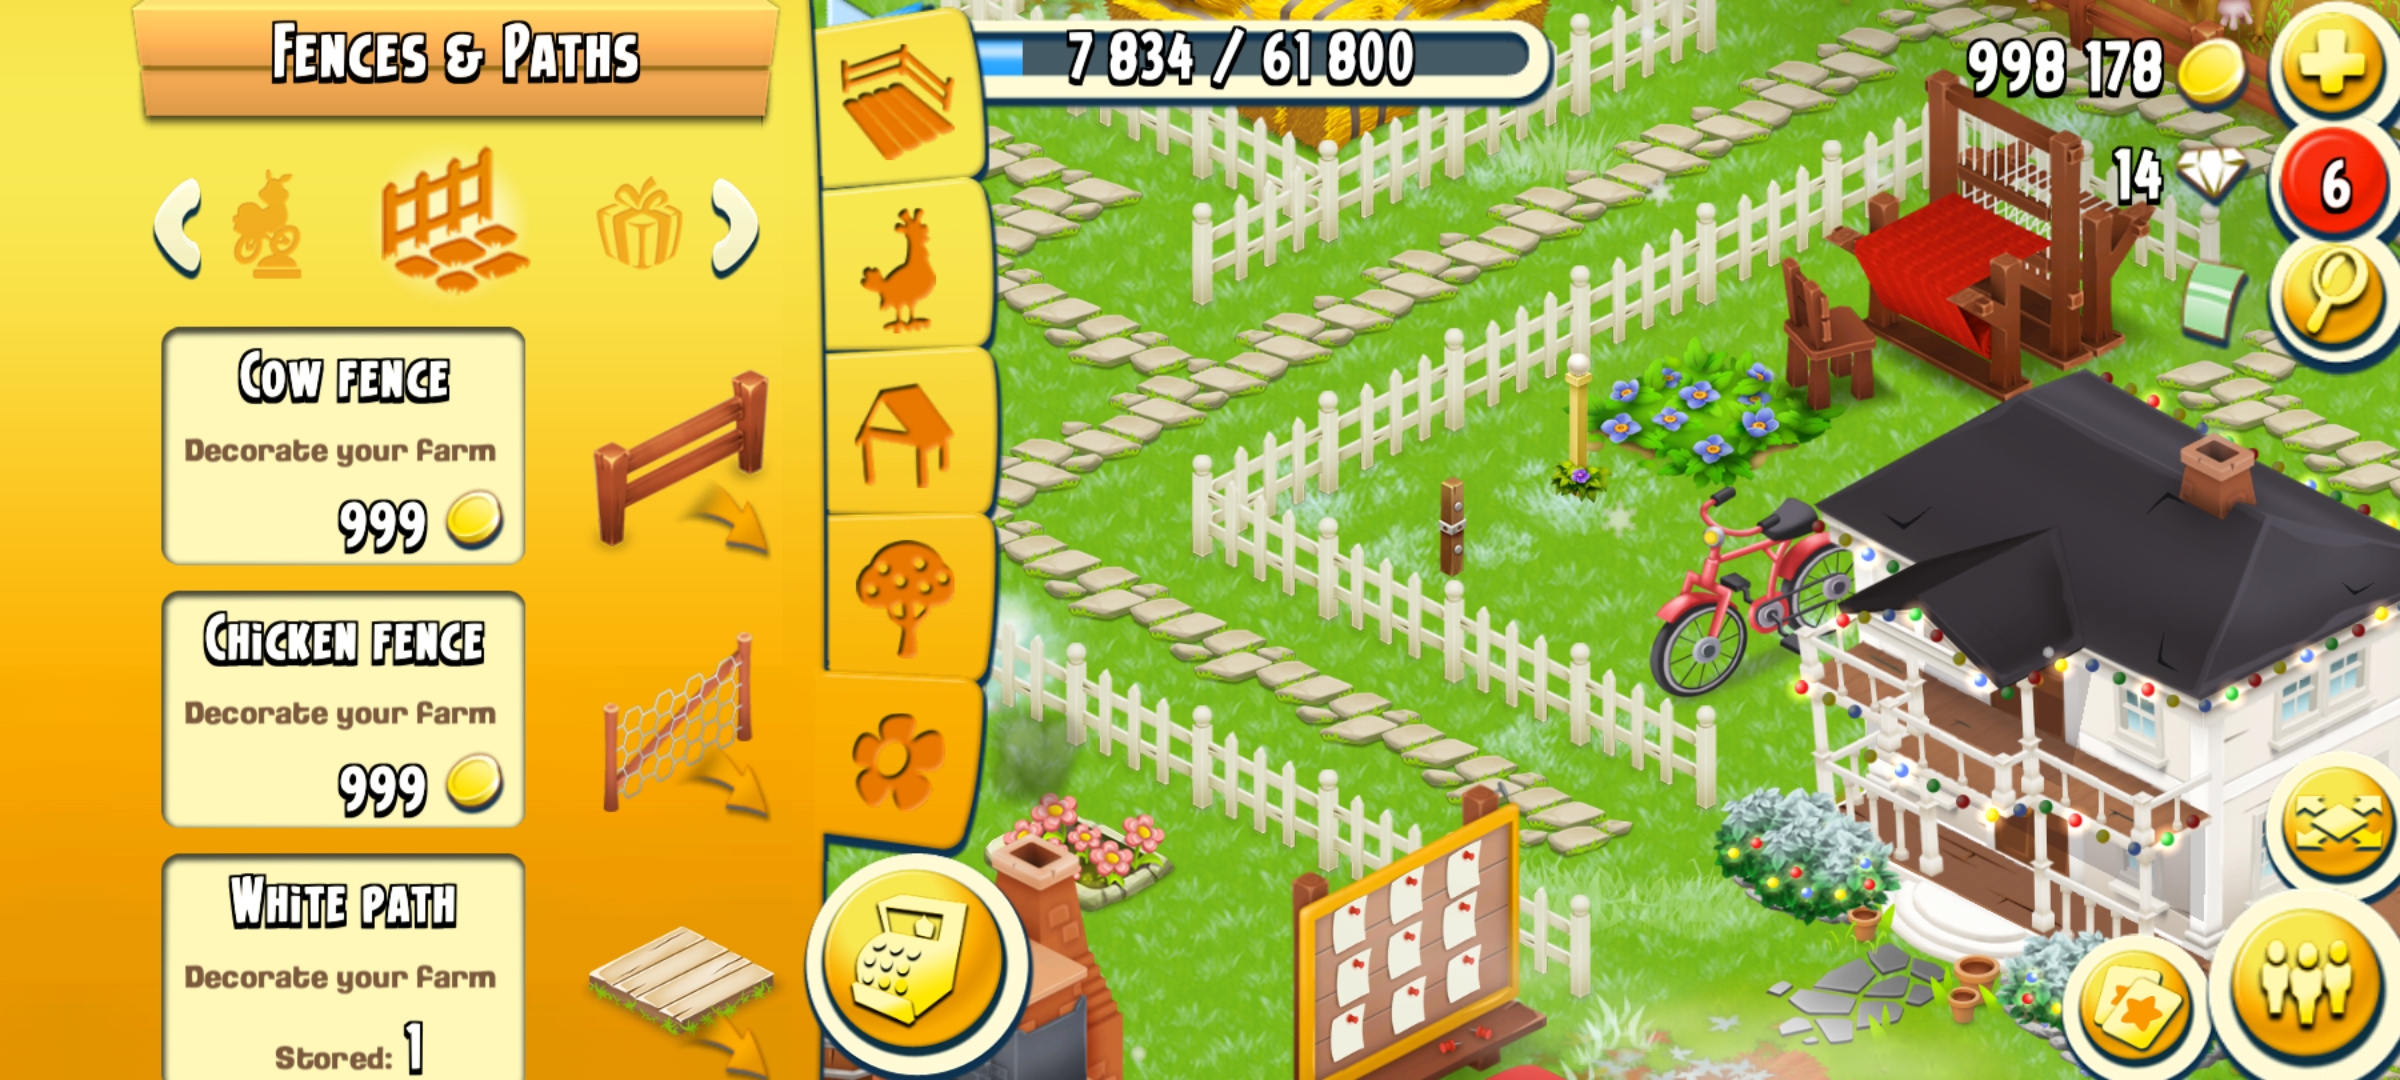 FENCES & PATHS
7 834 / 61 800
998 178
14
6
COW FENCE
Decorate your farm
999
CHICKEN FENCE
Decorate your farm
999
WHITE PATH
Decorate your farm
Stored: 1